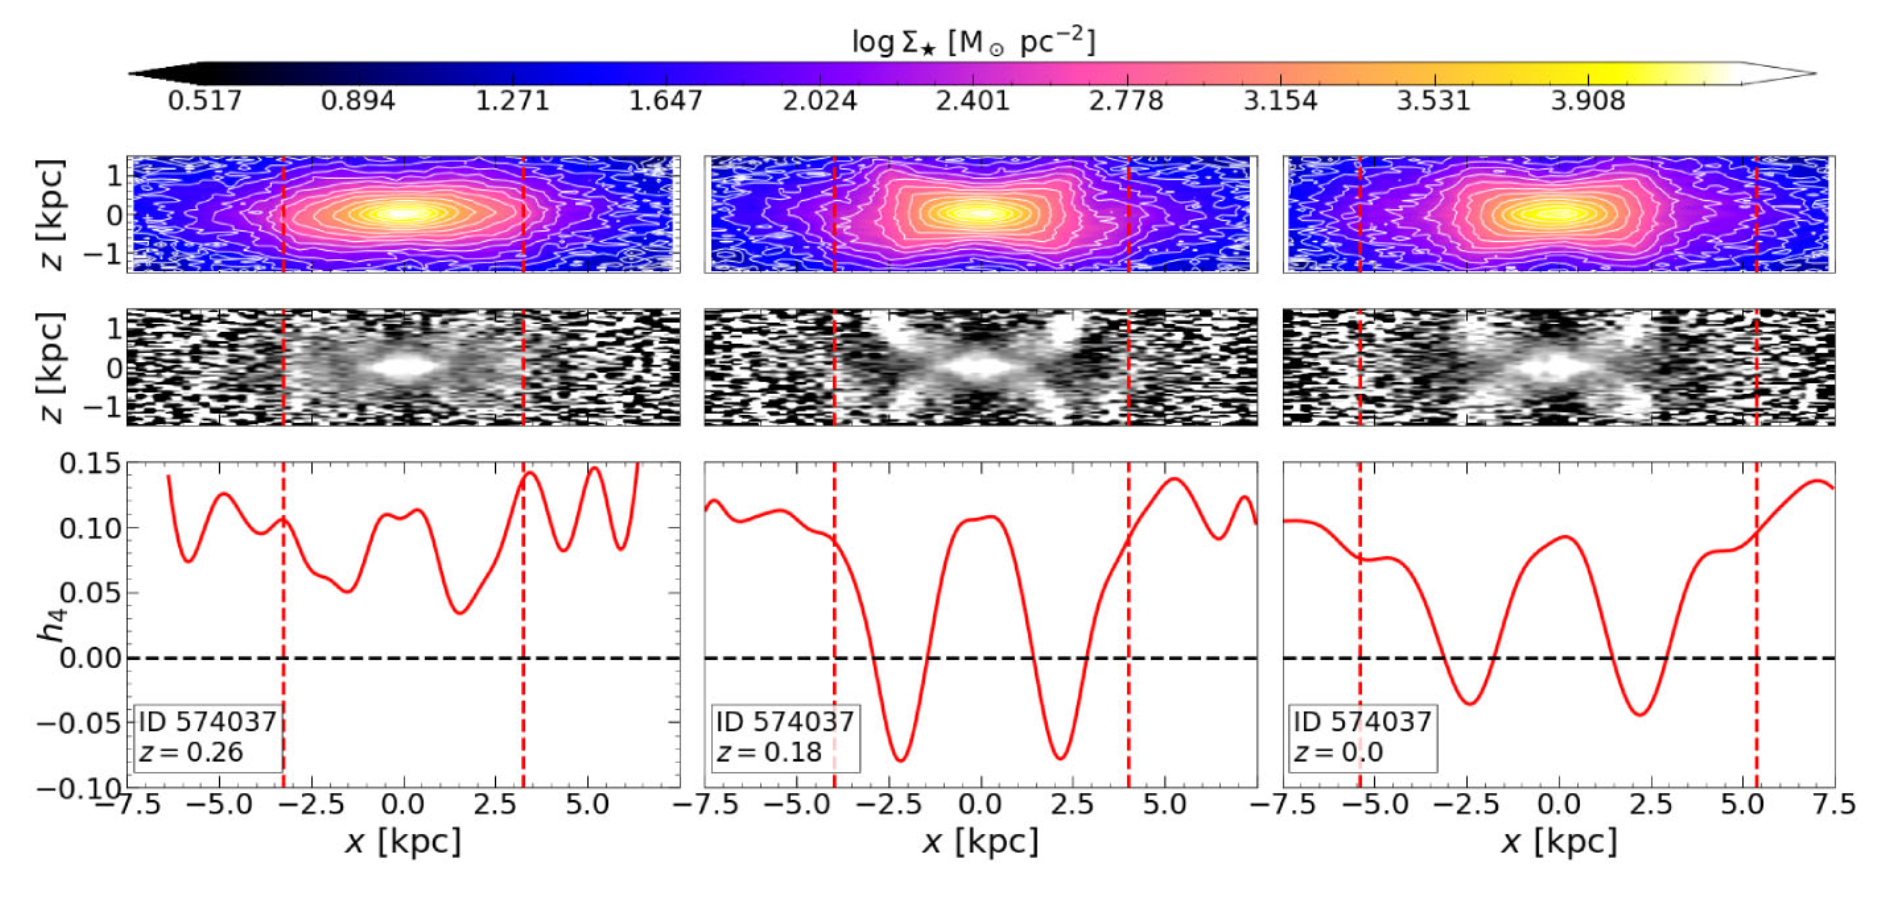 log Σ★ [M⊙ pc⁻²]
0.517 0.894 1.271 1.647 2.024 2.401 2.778 3.154 3.531 3.908
z [kpc]
1
0
−1
z [kpc]
1
0
−1
h₄
0.15
0.10
0.05
0.00
−0.05
−0.10
ID 574037
z = 0.26
ID 574037
z = 0.18
ID 574037
z = 0.0
−7.5 −5.0 −2.5 0.0 2.5 5.0 −7.5 −5.0 −2.5 0.0 2.5 5.0 −7.5 −5.0 −2.5 0.0 2.5 5.0 7.5
x [kpc] x [kpc] x [kpc]